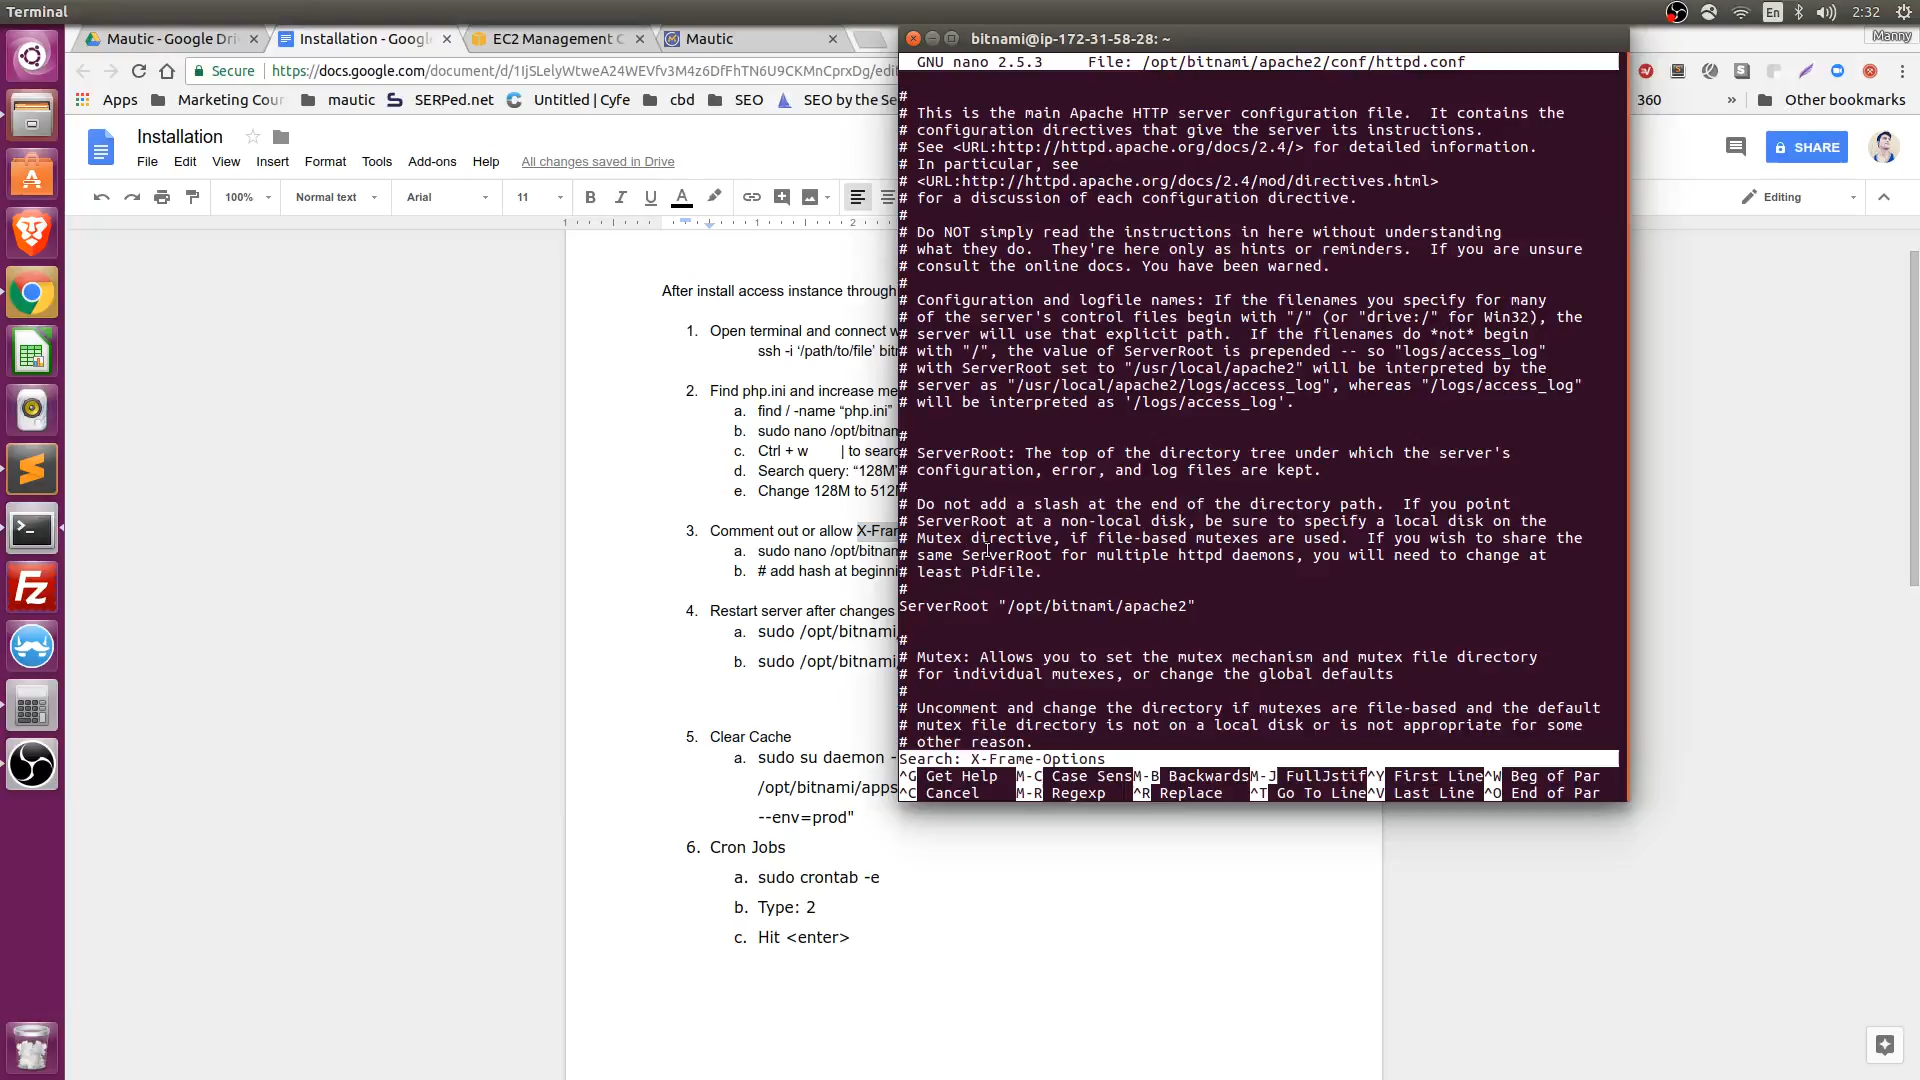 Terminal
En
2:32
Manny
Mautic - Google Dri
Installation - Googl
EC2 Management C
Mautic
bitnami@ip-172-31-58-28: ~
Secure
https://docs.google.com/document/d/1IjSLelyWtweA24WEVfv3M4z6DfFhTN6U9CKMnCprxDg/edi
Apps
Marketing Cou
mautic
SERPed.net
Untitled | Cyfe
cbd
SEO
SEO by the Se
360
»
Other bookmarks
Installation
File Edit View Insert Format Tools Add-ons Help
All changes saved in Drive
SHARE
100%
Normal text
Arial
11
B I U A
Editing
1 1 2
After install access instance through
1. Open terminal and connect w
ssh -i ‘/path/to/file’ bitn
2. Find php.ini and increase me
a. find / -name “php.ini”
b. sudo nano /opt/bitnan
c. Ctrl + w | to searc
d. Search query: “128M”
e. Change 128M to 512
3. Comment out or allow X-Fran
a. sudo nano /opt/bitnan
b. # add hash at beginni
4. Restart server after changes
a. sudo /opt/bitnami
b. sudo /opt/bitnami
5. Clear Cache
a. sudo su daemon -
/opt/bitnami/apps
--env=prod"
6. Cron Jobs
a. sudo crontab -e
b. Type: 2
c. Hit <enter>
GNU nano 2.5.3 File: /opt/bitnami/apache2/conf/httpd.conf
#
# This is the main Apache HTTP server configuration file.  It contains the
# configuration directives that give the server its instructions.
# See <URL:http://httpd.apache.org/docs/2.4/> for detailed information.
# In particular, see
# <URL:http://httpd.apache.org/docs/2.4/mod/directives.html>
# for a discussion of each configuration directive.
#
# Do NOT simply read the instructions in here without understanding
# what they do.  They're here only as hints or reminders.  If you are unsure
# consult the online docs. You have been warned.
#
# Configuration and logfile names: If the filenames you specify for many
# of the server's control files begin with "/" (or "drive:/" for Win32), the
# server will use that explicit path.  If the filenames do *not* begin
# with "/", the value of ServerRoot is prepended -- so "logs/access_log"
# with ServerRoot set to "/usr/local/apache2" will be interpreted by the
# server as "/usr/local/apache2/logs/access_log", whereas "/logs/access_log"
# will be interpreted as '/logs/access_log'.
#
# ServerRoot: The top of the directory tree under which the server's
# configuration, error, and log files are kept.
#
# Do not add a slash at the end of the directory path.  If you point
# ServerRoot at a non-local disk, be sure to specify a local disk on the
# Mutex directive, if file-based mutexes are used.  If you wish to share the
# same ServerRoot for multiple httpd daemons, you will need to change at
# least PidFile.
#
ServerRoot "/opt/bitnami/apache2"
#
# Mutex: Allows you to set the mutex mechanism and mutex file directory
# for individual mutexes, or change the global defaults
#
# Uncomment and change the directory if mutexes are file-based and the default
# mutex file directory is not on a local disk or is not appropriate for some
# other reason.
Search: X-Frame-Options
^G Get Help M-C Case Sens M-B Backwards M-J FullJstif ^Y First Line ^W Beg of Par
^C Cancel M-R Regexp ^R Replace ^T Go To Line ^V Last Line ^O End of Par